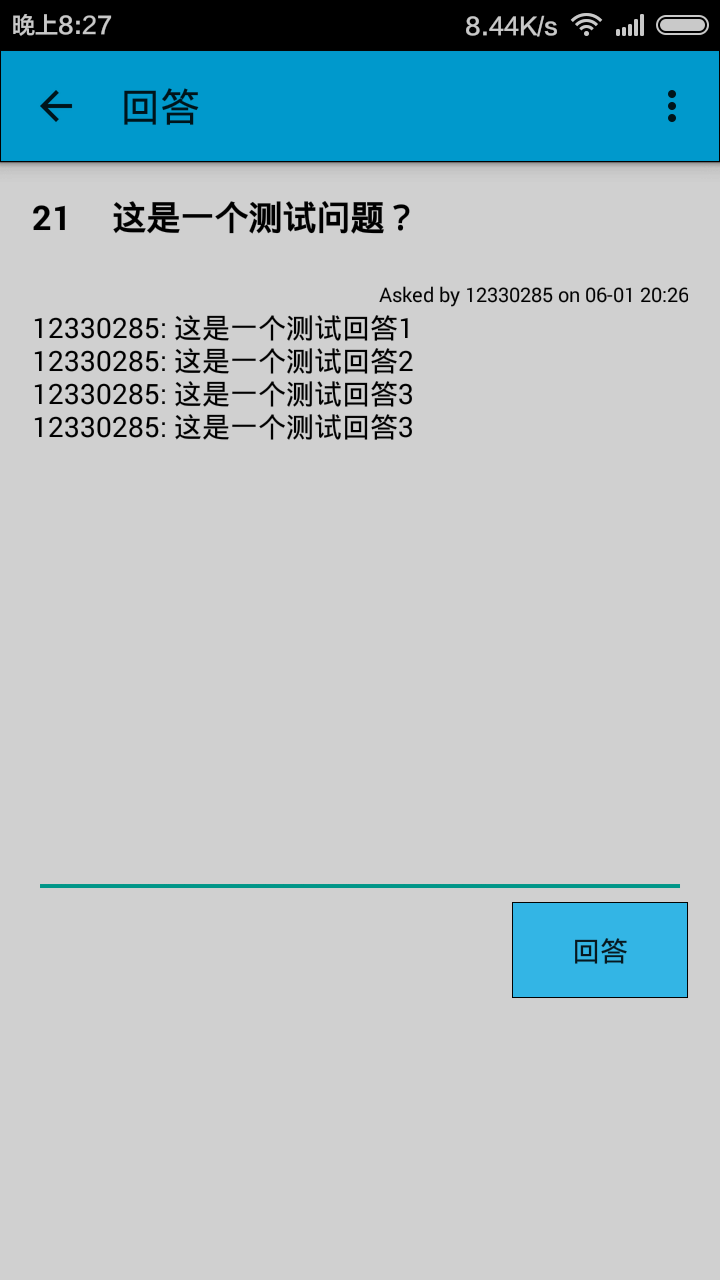 晚上8:27 8.44K/s
回答
21 这是一个测试问题？
Asked by 12330285 on 06-01 20:26
12330285: 这是一个测试回答1
12330285: 这是一个测试回答2
12330285: 这是一个测试回答3
12330285: 这是一个测试回答3
回答